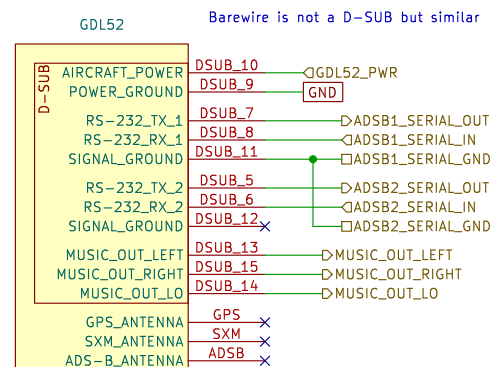 Barewire is not a D-SUB but similar
GDL52
D-SUB
AIRCRAFT_POWER DSUB_10 GDL52_PWR
POWER_GROUND DSUB_9 GND
RS-232_TX_1 DSUB_7 ADSB1_SERIAL_OUT
RS-232_RX_1 DSUB_8 ADSB1_SERIAL_IN
SIGNAL_GROUND DSUB_11 ADSB1_SERIAL_GND
RS-232_TX_2 DSUB_5 ADSB2_SERIAL_OUT
RS-232_RX_2 DSUB_6 ADSB2_SERIAL_IN
SIGNAL_GROUND DSUB_12 ADSB2_SERIAL_GND
MUSIC_OUT_LEFT DSUB_13 MUSIC_OUT_LEFT
MUSIC_OUT_RIGHT DSUB_15 MUSIC_OUT_RIGHT
MUSIC_OUT_LO DSUB_14 MUSIC_OUT_LO
GPS_ANTENNA GPS
SXM_ANTENNA SXM
ADS-B_ANTENNA ADSB